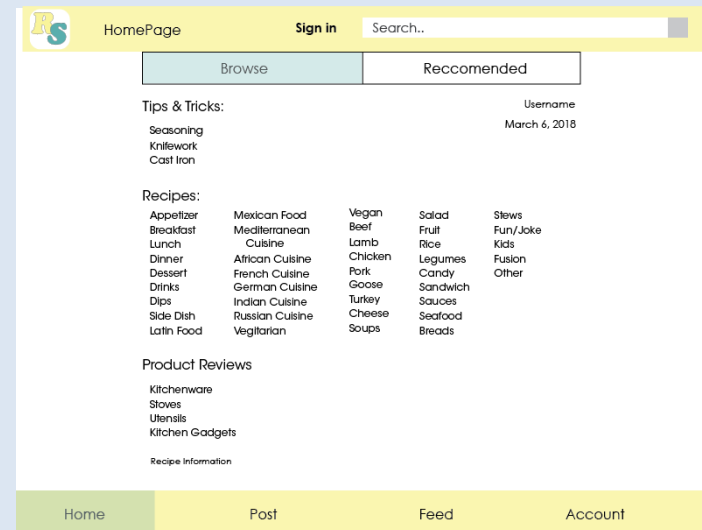 RS
HomePage
Sign in
Search..
Browse
Reccomended
Tips & Tricks:
Username
March 6, 2018
Seasoning
Knifework
Cast Iron
Recipes:
Appetizer
Breakfast
Lunch
Dinner
Dessert
Drinks
Dips
Side Dish
Latin Food
Mexican Food
Mediterranean
Cuisine
African Cuisine
French Cuisine
German Cuisine
Indian Cuisine
Russian Cuisine
Vegitarian
Vegan
Beef
Lamb
Chicken
Pork
Goose
Turkey
Cheese
Soups
Salad
Fruit
Rice
Legumes
Candy
Sandwich
Sauces
Seafood
Breads
Stews
Fun/Joke
Kids
Fusion
Other
Product Reviews
Kitchenware
Stoves
Utensils
Kitchen Gadgets
Recipe Information
Home
Post
Feed
Account